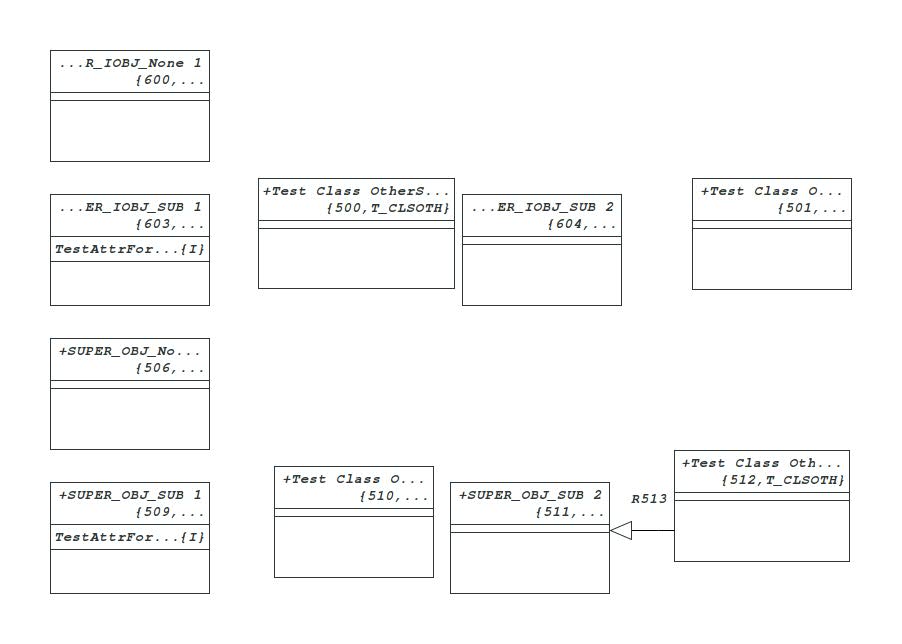 ...R_IOBJ_None 1
{600,...
...ER_IOBJ_SUB 1
{603,...
TestAttrFor...{I}
+Test Class OtherS...
{500,T_CLSOTH}
...ER_IOBJ_SUB 2
{604,...
+Test Class O...
{501,...
+SUPER_OBJ_No...
{506,...
+SUPER_OBJ_SUB 1
{509,...
TestAttrFor...{I}
+Test Class O...
{510,...
+SUPER_OBJ_SUB 2
{511,...
R513
+Test Class Oth...
{512,T_CLSOTH}